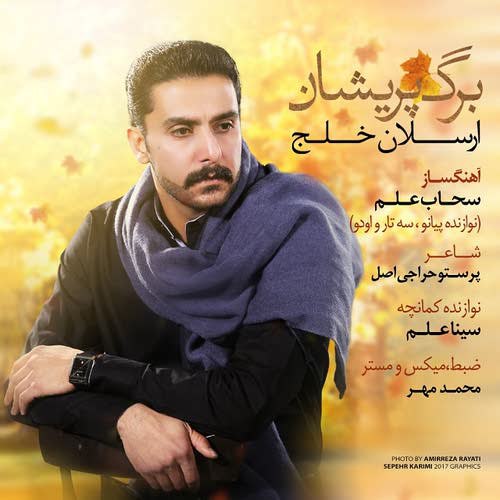 برگ پریشان
ارسلان خلج
آهنگساز
سحاب علم
(نوازنده پیانو، سه تار و اودو)
شاعر
پرستو حراجی اصل
نوازنده کمانچه
سینا علم
ضبط،میکس و مستر
محمد مهر
PHOTO BY AMIRREZA RAYATI
SEPEHR KARIMI 2017 GRAPHICS